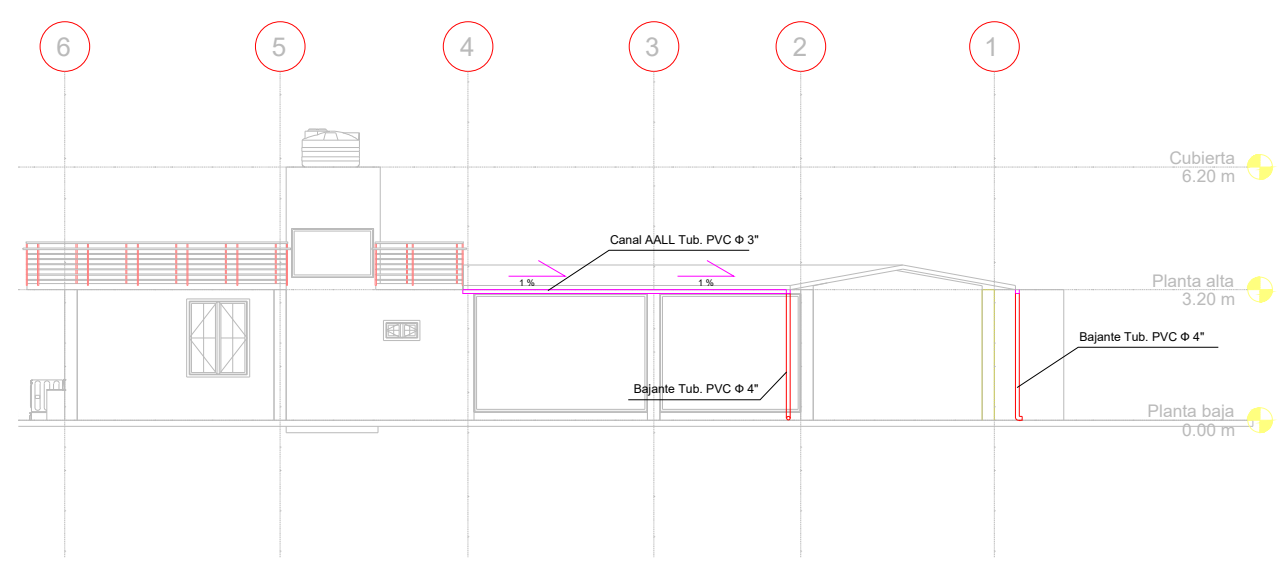 6
5
4
3
2
1
Cubierta
6.20 m
Canal AALL Tub. PVC Φ 3"
1 %
1 %
Planta alta
3.20 m
Bajante Tub. PVC Φ 4"
Bajante Tub. PVC Φ 4"
Planta baja
0.00 m